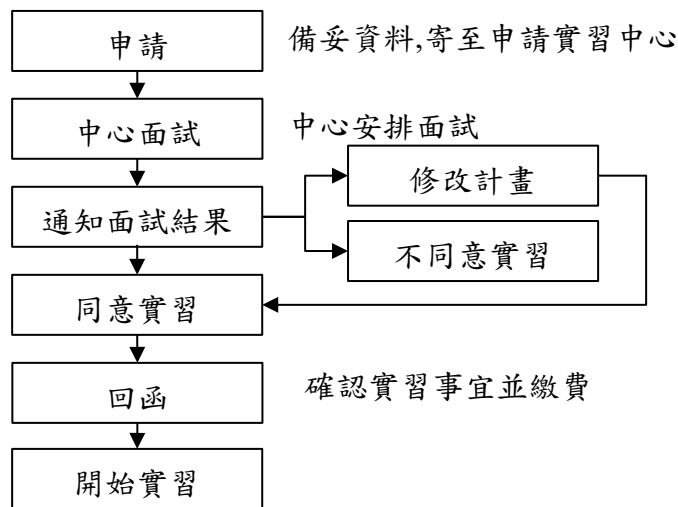 申請
備妥資料,寄至申請實習中心
中心面試
中心安排面試
修改計畫
通知面試結果
不同意實習
同意實習
回函
確認實習事宜並繳費
開始實習